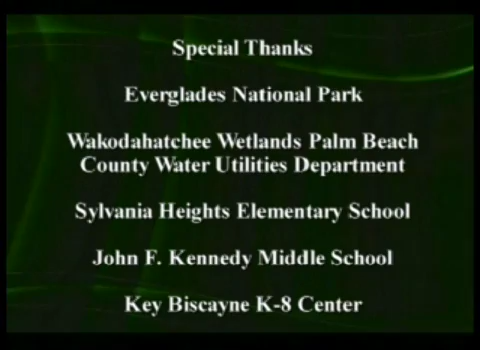 Special Thanks
Everglades National Park
Wakodahatchee Wetlands Palm Beach
County Water Utilities Department
Sylvania Heights Elementary School
John F. Kennedy Middle School
Key Biscayne K-8 Center